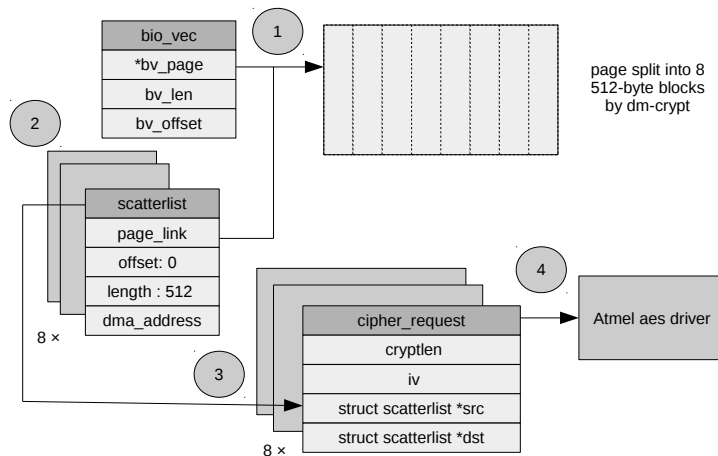 1
bio_vec
*bv_page
bv_len
bv_offset
page split into 8
512-byte blocks
by dm-crypt
2
scatterlist
page_link
offset: 0
length : 512
dma_address
8 ×
3
4
cipher_request
cryptlen
iv
struct scatterlist *src
struct scatterlist *dst
8 ×
Atmel aes driver